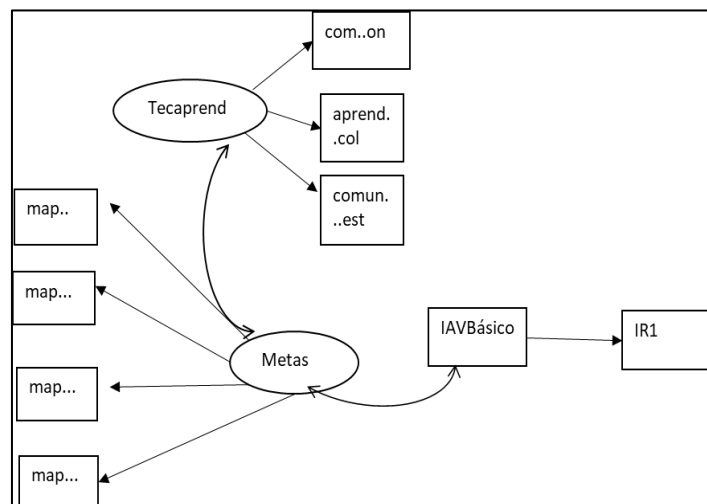 com..on
Tecaprend
aprend.
.col
comun.
..est
map..
map...
IAVBásico
IR1
Metas
map...
map...